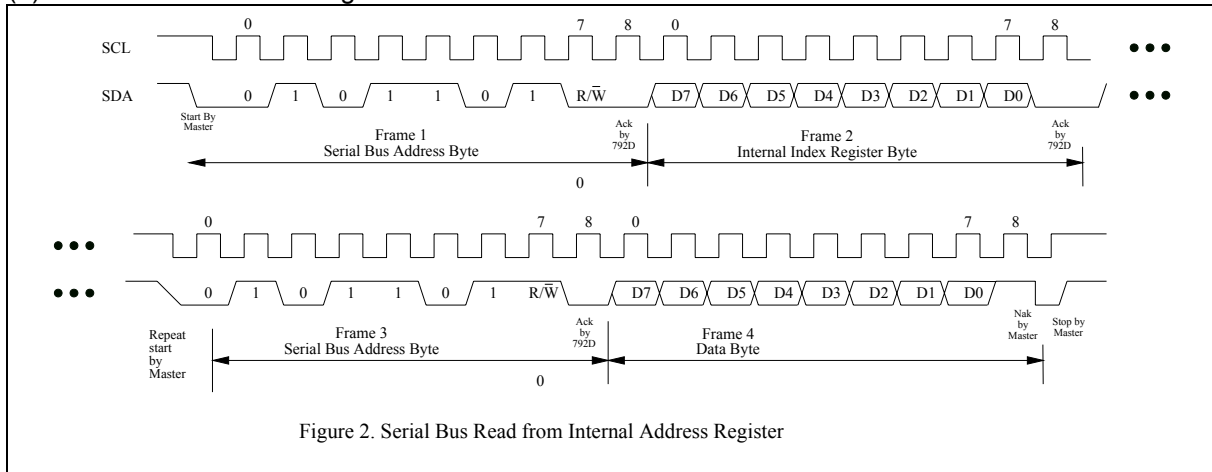 0 7 8 0 7 8
SCL
SDA 0 1 0 1 1 0 1 R/W̅ D7 D6 D5 D4 D3 D2 D1 D0
Start By
Master
Frame 1
Serial Bus Address Byte
Ack
by
792D
Frame 2
Internal Index Register Byte
Ack
by
792D
0
0 7 8 0 7 8
0 1 0 1 1 0 1 R/W̅ D7 D6 D5 D4 D3 D2 D1 D0
Repeat
start
by
Master
Frame 3
Serial Bus Address Byte
Ack
by
792D
Frame 4
Data Byte
Nak
by
Master
Stop by
Master
0
Figure 2. Serial Bus Read from Internal Address Register